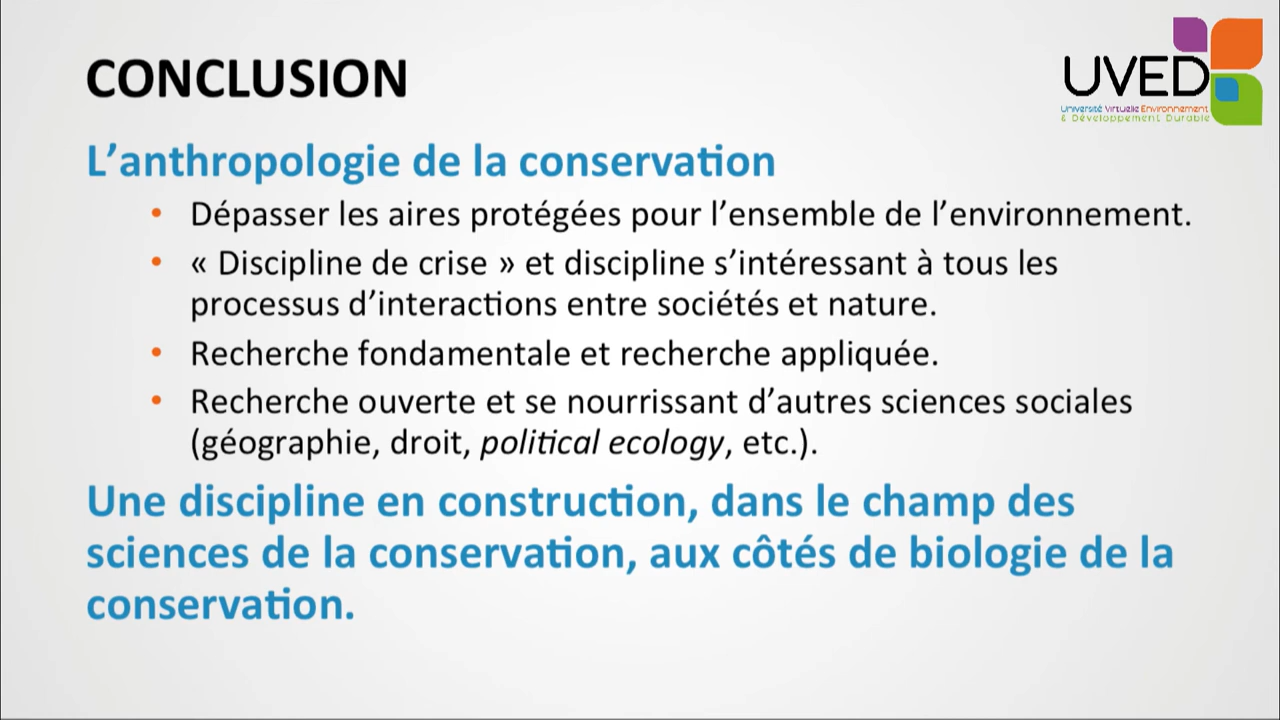 CONCLUSION
UVED
Université Virtuelle Environnement
& Développement Durable
L’anthropologie de la conservation
• Dépasser les aires protégées pour l’ensemble de l’environnement.
• « Discipline de crise » et discipline s’intéressant à tous les
processus d’interactions entre sociétés et nature.
• Recherche fondamentale et recherche appliquée.
• Recherche ouverte et se nourrissant d’autres sciences sociales
(géographie, droit, political ecology, etc.).
Une discipline en construction, dans le champ des
sciences de la conservation, aux côtés de biologie de la
conservation.